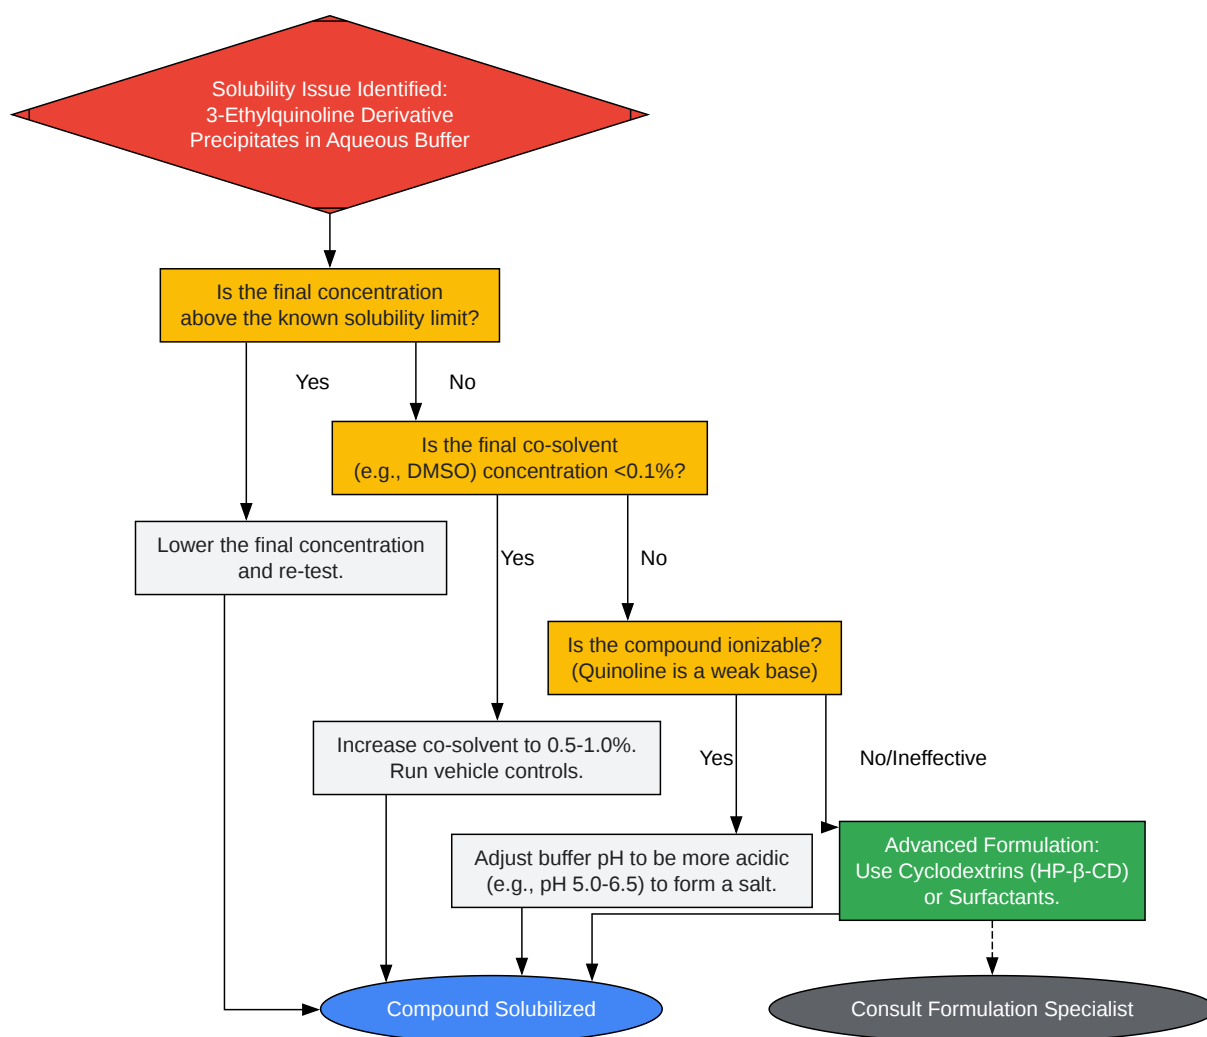 Solubility Issue Identified:
3-Ethylquinoline Derivative
Precipitates in Aqueous Buffer
Is the final concentration
above the known solubility limit?
Yes
No
Is the final co-solvent
(e.g., DMSO) concentration <0.1%?
Lower the final concentration
and re-test.
Yes
No
Is the compound ionizable?
(Quinoline is a weak base)
Increase co-solvent to 0.5-1.0%.
Run vehicle controls.
Yes
No/Ineffective
Adjust buffer pH to be more acidic
(e.g., pH 5.0-6.5) to form a salt.
Advanced Formulation:
Use Cyclodextrins (HP-β-CD)
or Surfactants.
Compound Solubilized
Consult Formulation Specialist